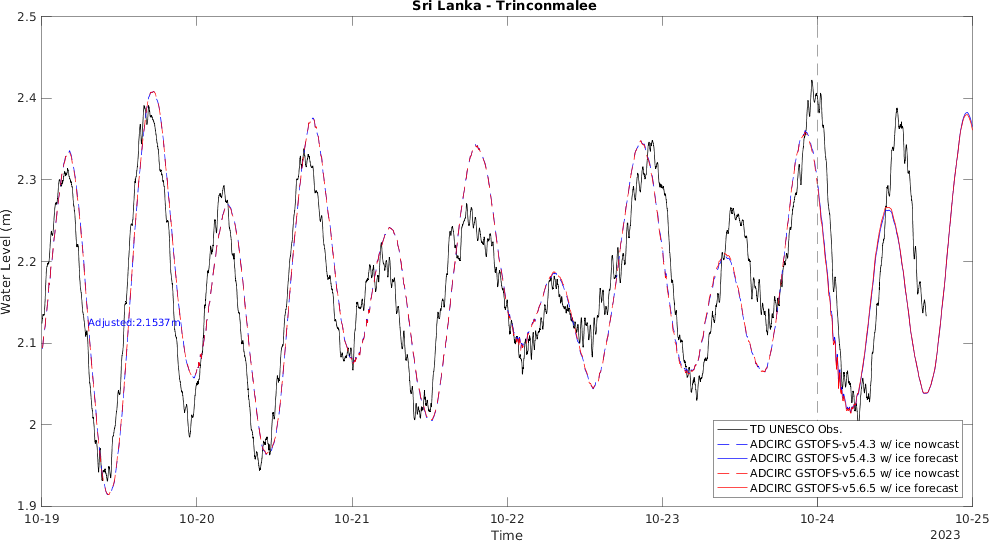 Sri Lanka - Trinconmalee
2.5
2.4
2.3
2.2
2.1
2
1.9
Water Level (m)
Adjusted:2.1537m
TD UNESCO Obs.
ADCIRC GSTOFS-v5.4.3 w/ ice nowcast
ADCIRC GSTOFS-v5.4.3 w/ ice forecast
ADCIRC GSTOFS-v5.6.5 w/ ice nowcast
ADCIRC GSTOFS-v5.6.5 w/ ice forecast
10-19 10-20 10-21 10-22 10-23 10-24 10-25
Time
2023